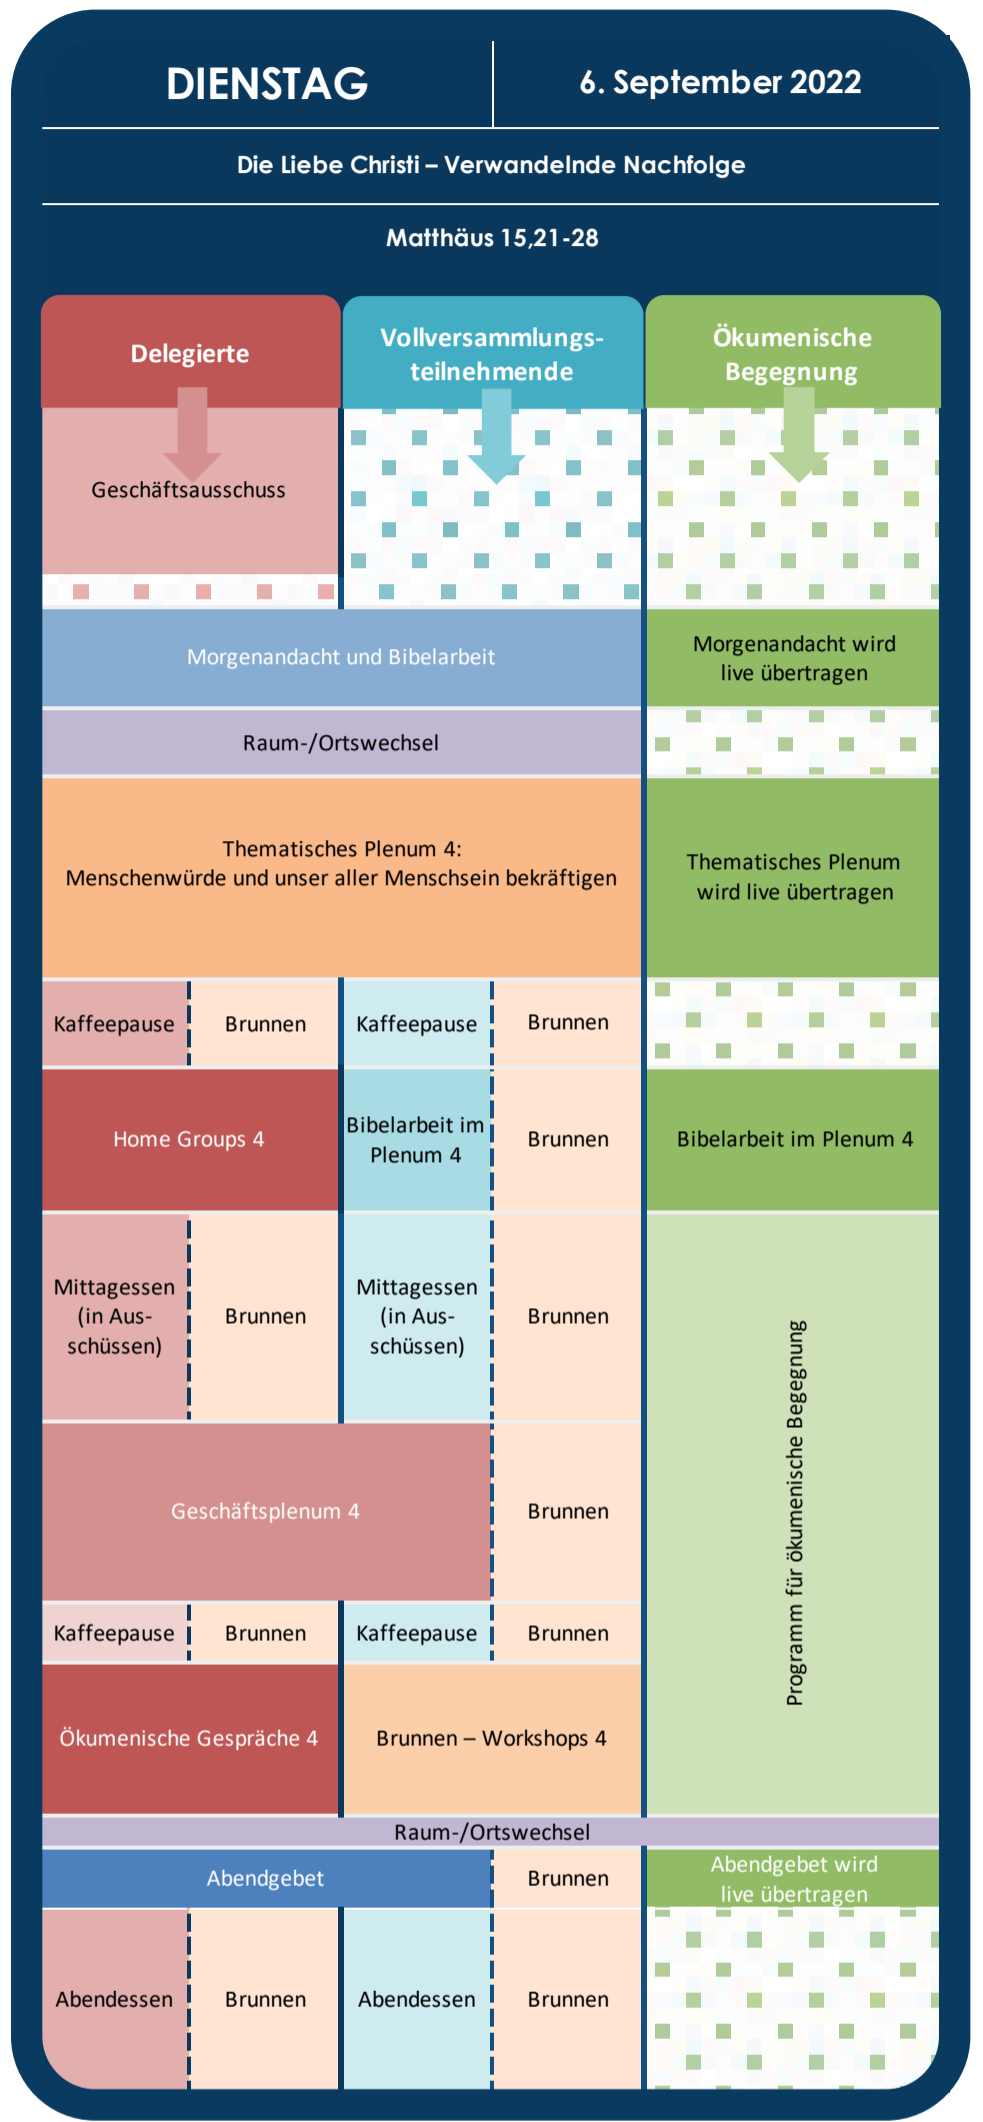 DIENSTAG
6. September 2022
Die Liebe Christi – Verwandelnde Nachfolge
Matthäus 15,21-28
Delegierte
Vollversammlungs-
teilnehmende
Ökumenische
Begegnung
Geschäftsausschuss
Morgenandacht und Bibelarbeit
Morgenandacht wird
live übertragen
Raum-/Ortswechsel
Thematisches Plenum 4:
Menschenwürde und unser aller Menschsein bekräftigen
Thematisches Plenum
wird live übertragen
Kaffeepause
Brunnen
Kaffeepause
Brunnen
Home Groups 4
Bibelarbeit im
Plenum 4
Brunnen
Bibelarbeit im Plenum 4
Mittagessen
(in Aus-
schüssen)
Brunnen
Mittagessen
(in Aus-
schüssen)
Brunnen
Programm für ökumenische Begegnung
Geschäftsplenum 4
Brunnen
Kaffeepause
Brunnen
Kaffeepause
Brunnen
Ökumenische Gespräche 4
Brunnen – Workshops 4
Raum-/Ortswechsel
Abendgebet
Brunnen
Abendgebet wird
live übertragen
Abendessen
Brunnen
Abendessen
Brunnen